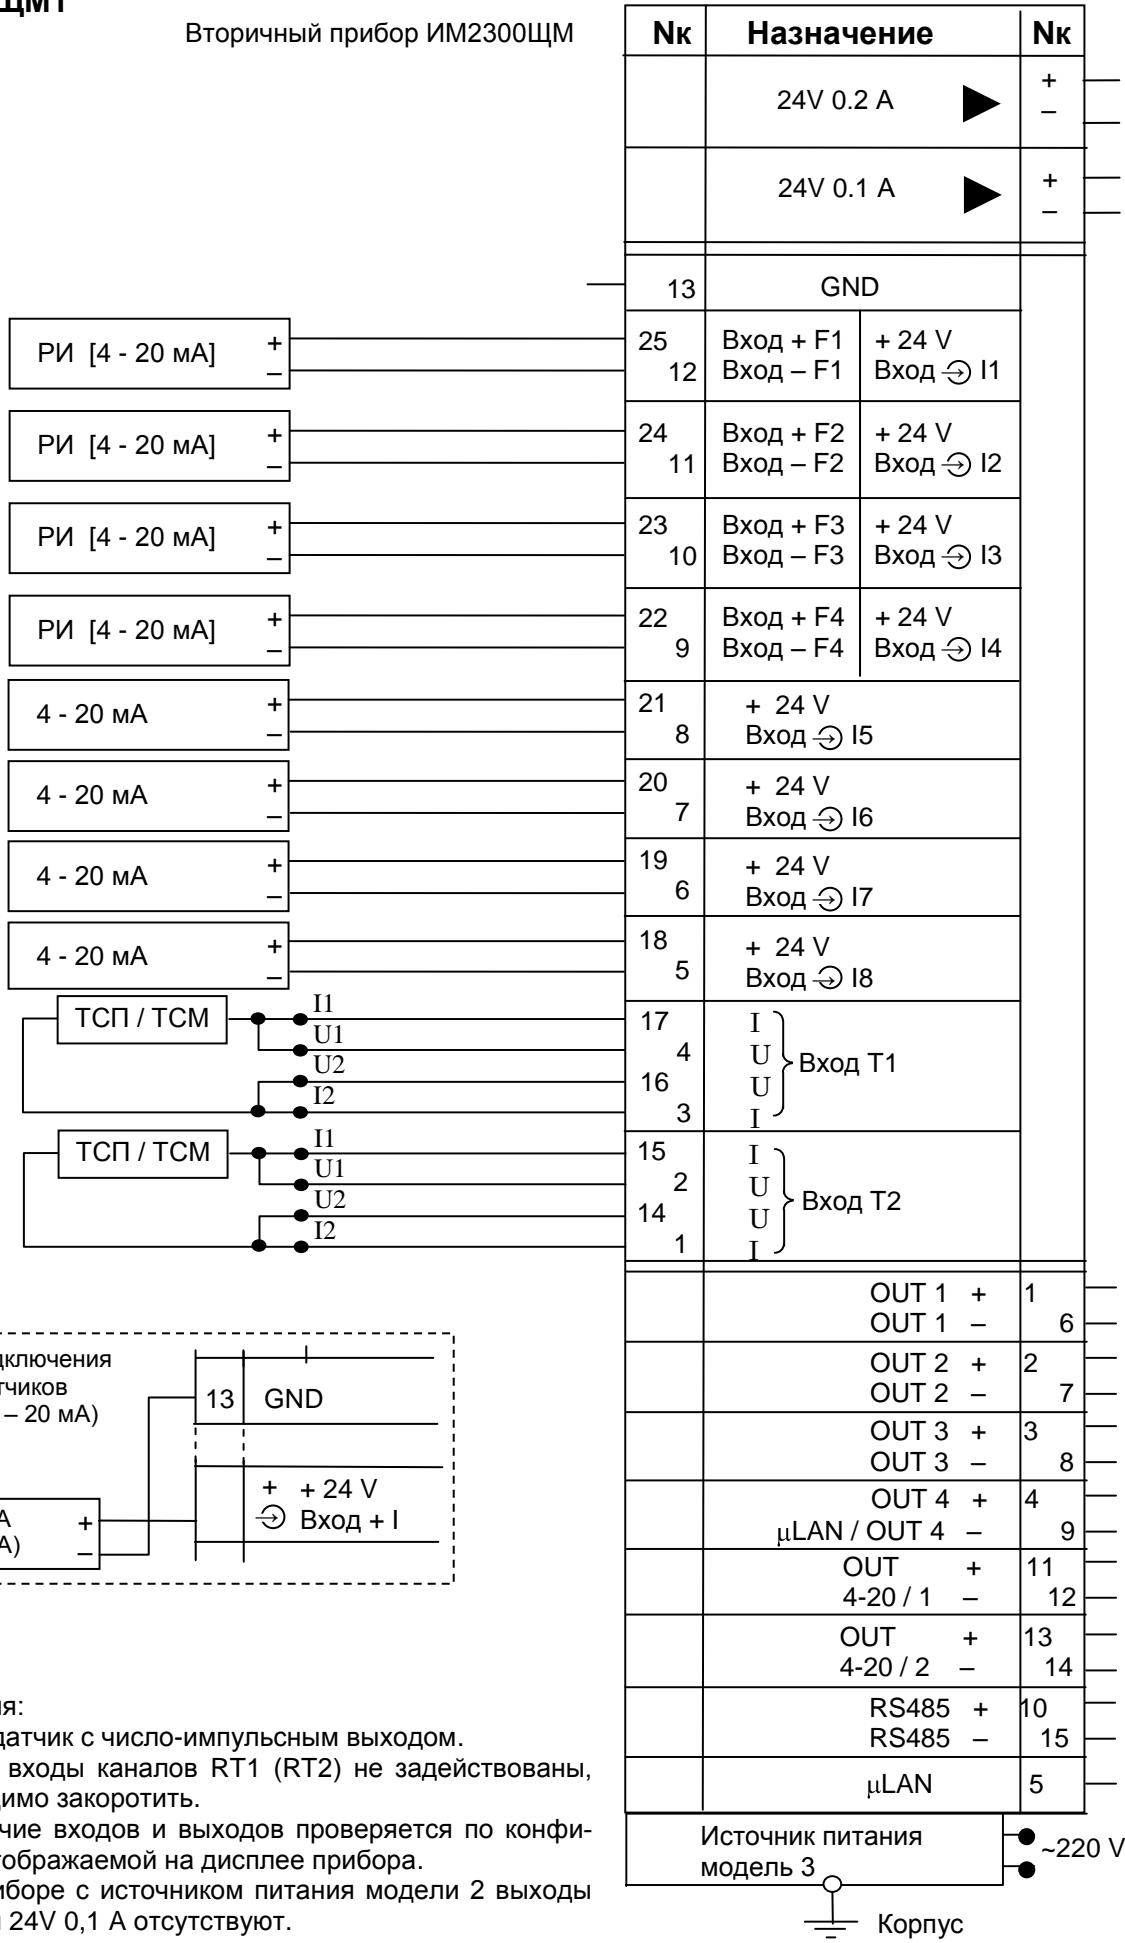 ЩМ1
Вторичный прибор ИМ2300ЩМ
Nк Назначение Nк
24V 0.2 A + –
24V 0.1 A + –
13 GND
РИ [4 - 20 мА] + – 25 12 Вход + F1 Вход – F1 + 24 V Вход I1
РИ [4 - 20 мА] + – 24 11 Вход + F2 Вход – F2 + 24 V Вход I2
РИ [4 - 20 мА] + – 23 10 Вход + F3 Вход – F3 + 24 V Вход I3
РИ [4 - 20 мА] + – 22 9 Вход + F4 Вход – F4 + 24 V Вход I4
4 - 20 мА + – 21 8 + 24 V Вход I5
4 - 20 мА + – 20 7 + 24 V Вход I6
4 - 20 мА + – 19 6 + 24 V Вход I7
4 - 20 мА + – 18 5 + 24 V Вход I8
ТСП / ТСМ I1 U1 U2 I2 17 4 16 3 I U U I Вход T1
ТСП / ТСМ I1 U1 U2 I2 15 2 14 1 I U U I Вход T2
OUT 1 + 1
OUT 1 – 6
OUT 2 + 2
OUT 2 – 7
OUT 3 + 3
OUT 3 – 8
OUT 4 + 4
μLAN / OUT 4 – 9
OUT + 11
4-20 / 1 – 12
OUT + 13
4-20 / 2 – 14
RS485 + 10
RS485 – 15
μLAN 5
Источник питания
модель 3
~220 V
Корпус
дключения
тчиков
– 20 мА)
13 GND
+ + 24 V
Вход + I
А +
А) –
ия:
датчик с число-импульсным выходом.
входы каналов RT1 (RT2) не задействованы,
димо закоротить.
чие входов и выходов проверяется по конфи-
тображаемой на дисплее прибора.
иборе с источником питания модели 2 выходы
24V 0,1 А отсутствуют.